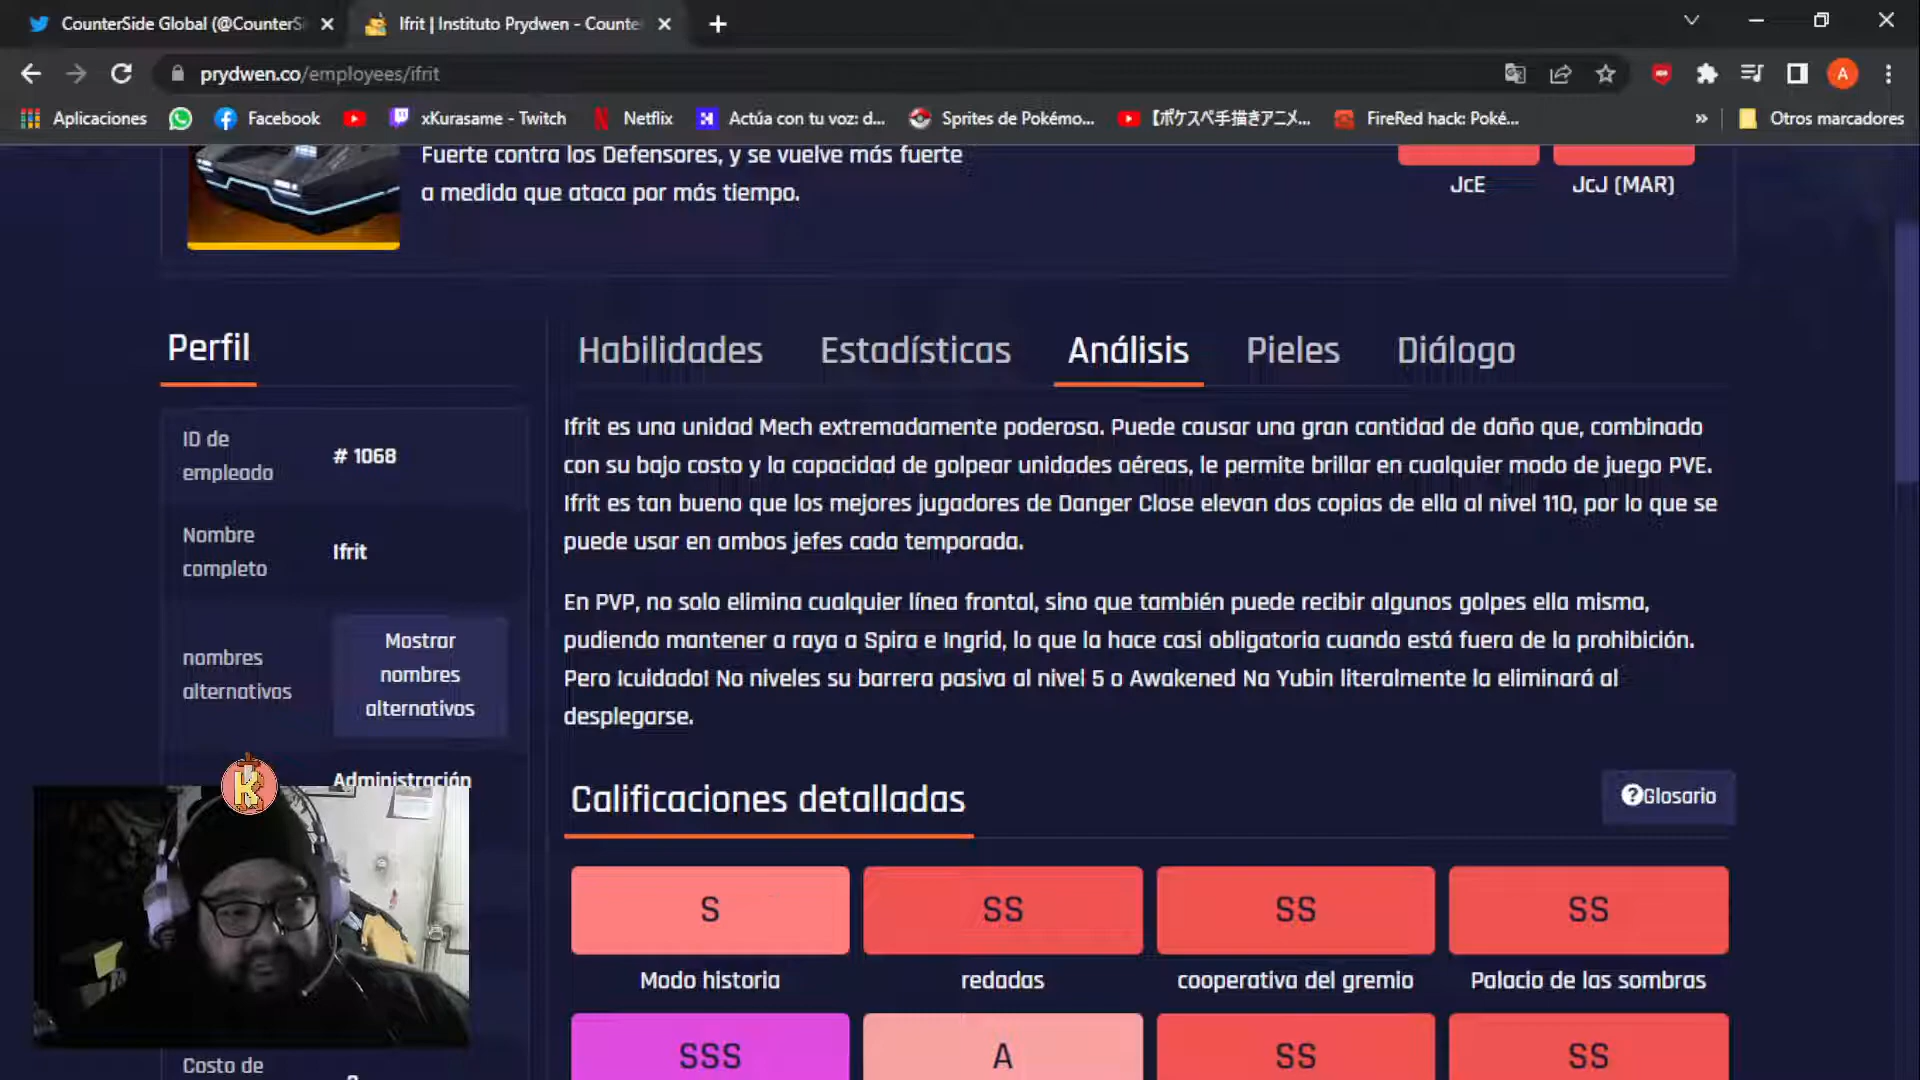 CounterSide Global (@CounterSi
Ifrit | Instituto Prydwen - Counte
prydwen.co/employees/ifrit
A
Aplicaciones
Facebook
xKurasame - Twitch
Netflix
Actúa con tu voz: d...
Sprites de Pokémo...
【ポケスペ手描きアニメ...
FireRed hack: Poké...
»
Otros marcadores
Fuerte contra los Defensores, y se vuelve más fuerte
a medida que ataca por más tiempo.
JcE
JcJ (MAR)
Perfil
Habilidades
Estadísticas
Análisis
Pieles
Diálogo
ID de
empleado
# 1068
Nombre
completo
Ifrit
nombres
alternativos
Mostrar
nombres
alternativos
Administración
K
Costo de
Ifrit es una unidad Mech extremadamente poderosa. Puede causar una gran cantidad de daño que, combinado
con su bajo costo y la capacidad de golpear unidades aéreas, le permite brillar en cualquier modo de juego PVE.
Ifrit es tan bueno que los mejores jugadores de Danger Close elevan dos copias de ella al nivel 110, por lo que se
puede usar en ambos jefes cada temporada.
En PVP, no solo elimina cualquier línea frontal, sino que también puede recibir algunos golpes ella misma,
pudiendo mantener a raya a Spira e Ingrid, lo que la hace casi obligatoria cuando está fuera de la prohibición.
Pero ¡cuidado! No niveles su barrera pasiva al nivel 5 o Awakened Na Yubin literalmente la eliminará al
desplegarse.
Calificaciones detalladas
Glosario
S
SS
SS
SS
Modo historia
redadas
cooperativa del gremio
Palacio de las sombras
SSS
A
SS
SS